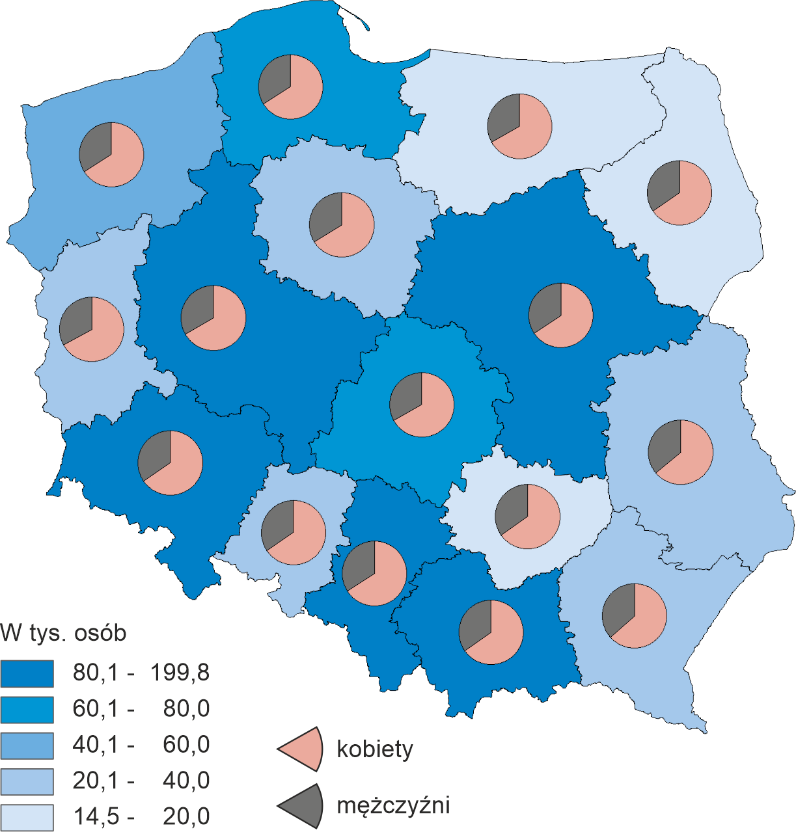 W tys. osób
80,1 - 199,8
60,1 - 80,0
40,1 - 60,0
20,1 - 40,0
14,5 - 20,0
kobiety
mężczyźni